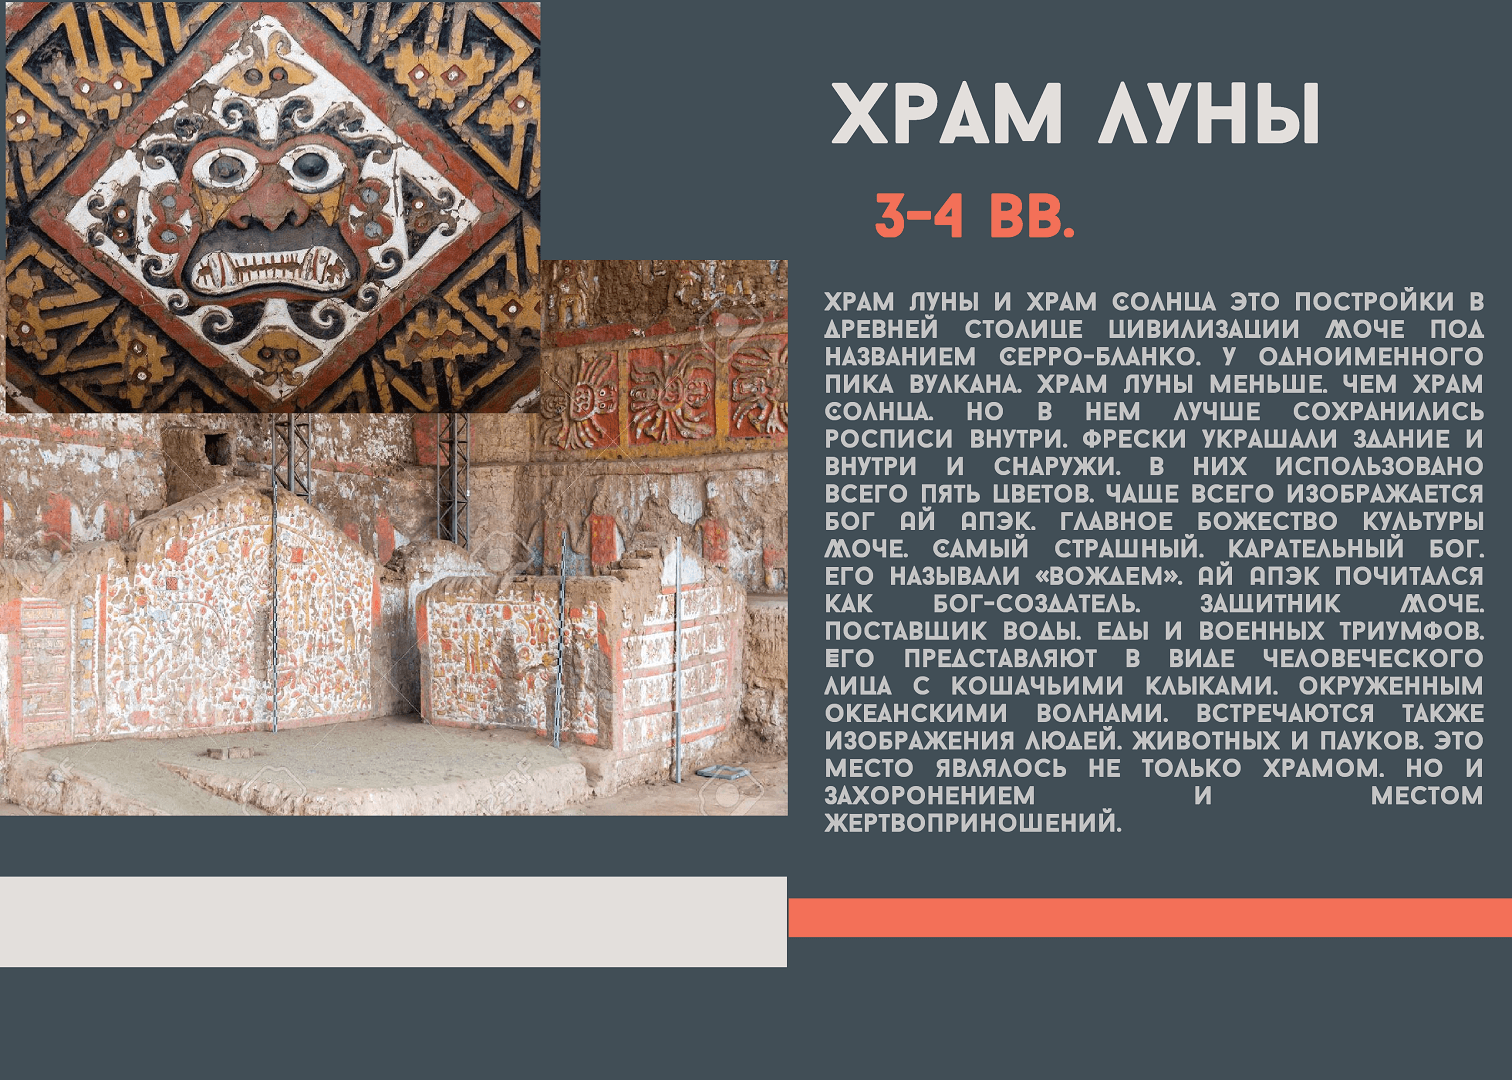 ХРАМ ЛУНЫ
3-4 ВВ.
ХРАМ ЛУНЫ И ХРАМ СОЛНЦА ЭТО ПОСТРОЙКИ В
ДРЕВНЕЙ СТОЛИЦЕ ЦИВИЛИЗАЦИИ МОЧЕ ПОД
НАЗВАНИЕМ СЕРРО-БЛАНКО. У ОДНОИМЕННОГО
ПИКА ВУЛКАНА. ХРАМ ЛУНЫ МЕНЬШЕ. ЧЕМ ХРАМ
СОЛНЦА. НО В НЕМ ЛУЧШЕ СОХРАНИЛИСЬ
РОСПИСИ ВНУТРИ. ФРЕСКИ УКРАШАЛИ ЗДАНИЕ И
ВНУТРИ И СНАРУЖИ. В НИХ ИСПОЛЬЗОВАНО
ВСЕГО ПЯТЬ ЦВЕТОВ. ЧАЩЕ ВСЕГО ИЗОБРАЖАЕТСЯ
БОГ АЙ АПЭК. ГЛАВНОЕ БОЖЕСТВО КУЛЬТУРЫ
МОЧЕ. САМЫЙ СТРАШНЫЙ. КАРАТЕЛЬНЫЙ БОГ.
ЕГО НАЗЫВАЛИ «ВОЖДЕМ». АЙ АПЭК ПОЧИТАЛСЯ
КАК БОГ-СОЗДАТЕЛЬ. ЗАЩИТНИК МОЧЕ.
ПОСТАВЩИК ВОДЫ. ЕДЫ И ВОЕННЫХ ТРИУМФОВ.
ЕГО ПРЕДСТАВЛЯЮТ В ВИДЕ ЧЕЛОВЕЧЕСКОГО
ЛИЦА С КОШАЧЬИМИ КЛЫКАМИ. ОКРУЖЕННЫМ
ОКЕАНСКИМИ ВОЛНАМИ. ВСТРЕЧАЮТСЯ ТАКЖЕ
ИЗОБРАЖЕНИЯ ЛЮДЕЙ. ЖИВОТНЫХ И ПАУКОВ. ЭТО
МЕСТО ЯВЛЯЛОСЬ НЕ ТОЛЬКО ХРАМОМ. НО И
ЗАХОРОНЕНИЕМ И МЕСТОМ
ЖЕРТВОПРИНОШЕНИЙ.